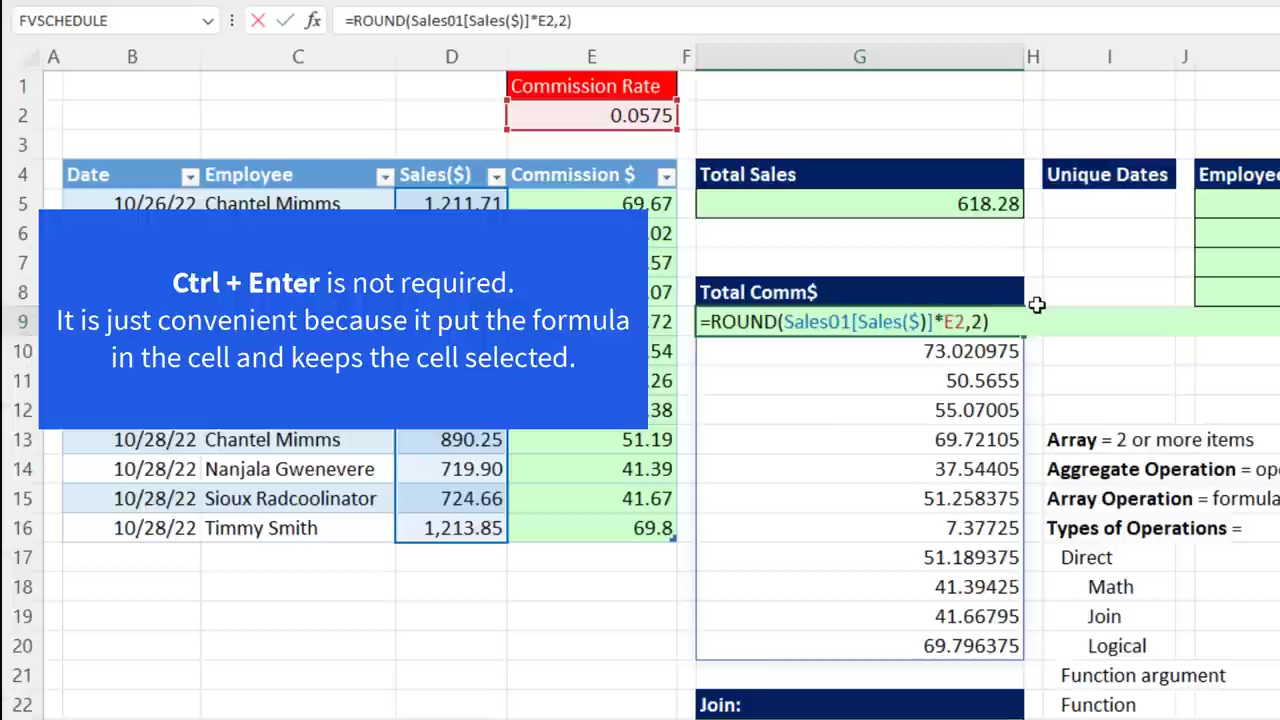 FVSCHEDULE fx =ROUND(Sales01[Sales($)]*E2,2)
A B C D E F G H I J
1 Commission Rate
2 0.0575
3
4 Date Employee Sales($) Commission $ Total Sales Unique Dates Employee
5 10/26/22 Chantel Mimms 1,211.71 69.67 618.28
6 .02
7 .57
8 .07 Total Comm$
9 .72 =ROUND(Sales01[Sales($)]*E2,2)
10 .54 73.020975
11 .26 50.5655
12 .38 55.07005
Ctrl + Enter is not required.
It is just convenient because it put the formula
in the cell and keeps the cell selected.
13 10/28/22 Chantel Mimms 890.25 51.19 69.72105 Array = 2 or more items
14 10/28/22 Nanjala Gwenevere 719.90 41.39 37.54405 Aggregate Operation = ope
15 10/28/22 Sioux Radcoolinator 724.66 41.67 51.258375 Array Operation = formula
16 10/28/22 Timmy Smith 1,213.85 69.8 7.37725 Types of Operations =
17 51.189375 Direct
18 41.39425 Math
19 41.66795 Join
20 69.796375 Logical
21 Function argument
22 Join: Function